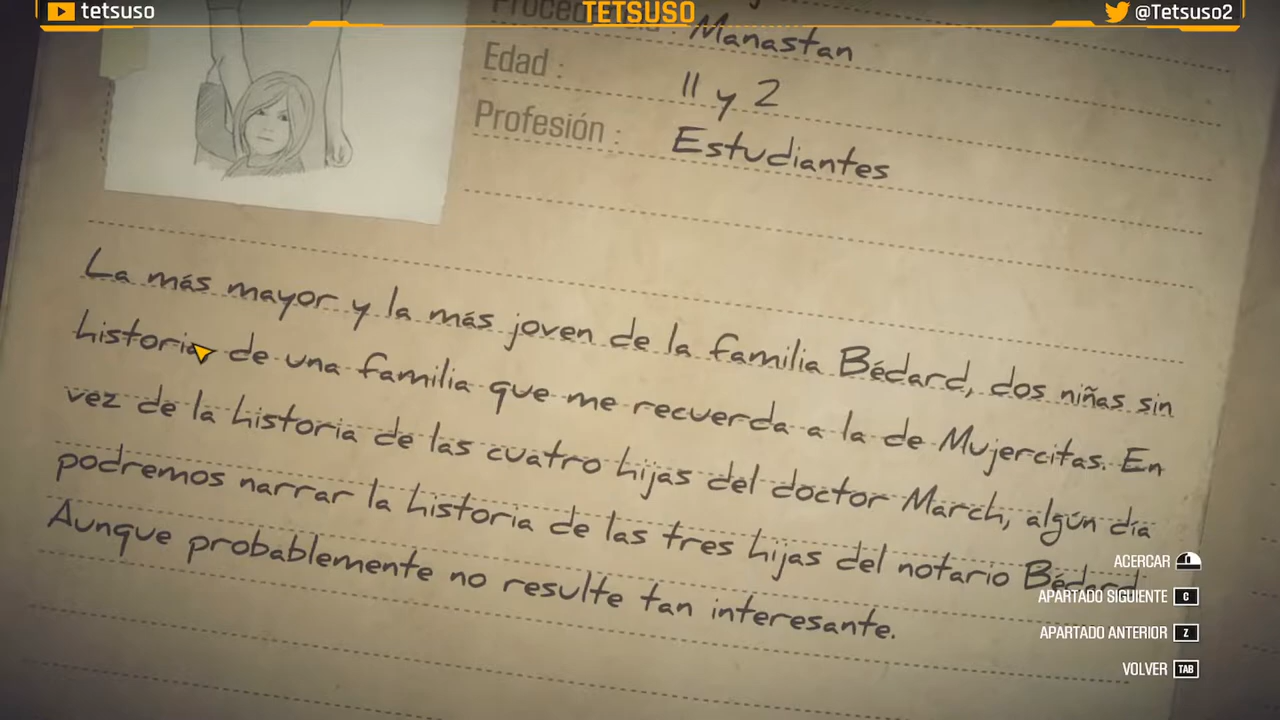 tetsuso
TETSUSO
@Tetsuso2
Manastan
Edad : 11 y 2
Profesión : Estudiantes
La más mayor y la más joven de la familia Bédard, dos niñas sin
historia de una familia que me recuerda a la de Mujercitas. En
vez de la historia de las cuatro hijas del doctor March, algún día
podremos narrar la historia de las tres hijas del notario Bédard.
Aunque probablemente no resulte tan interesante.
ACERCAR
APARTADO SIGUIENTE C
APARTADO ANTERIOR Z
VOLVER TAB